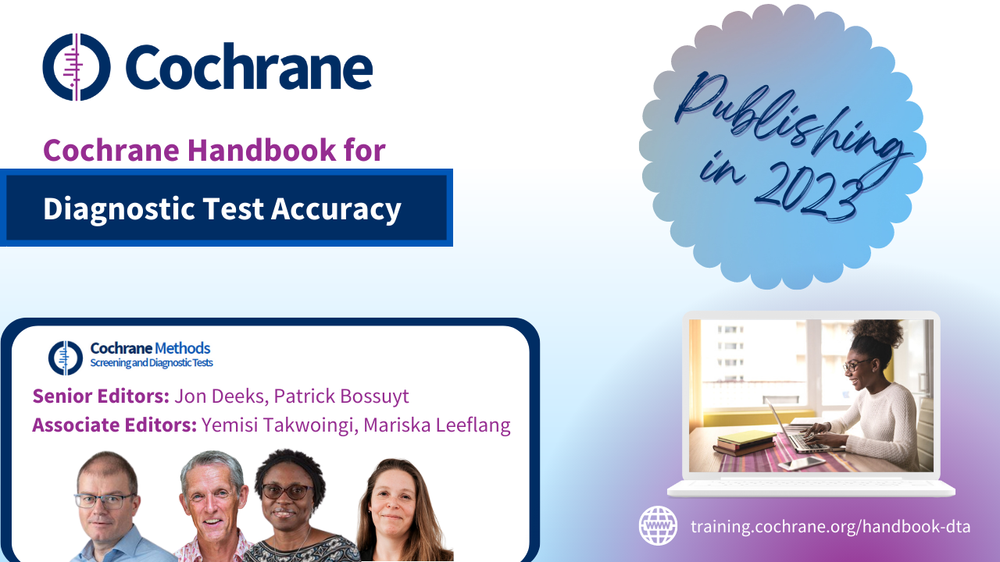 Cochrane
Cochrane Handbook for
Diagnostic Test Accuracy
Publishing
in 2023
Cochrane Methods
Screening and Diagnostic Tests
Senior Editors: Jon Deeks, Patrick Bossuyt
Associate Editors: Yemisi Takwoingi, Mariska Leeflang
WWW
training.cochrane.org/handbook-dta